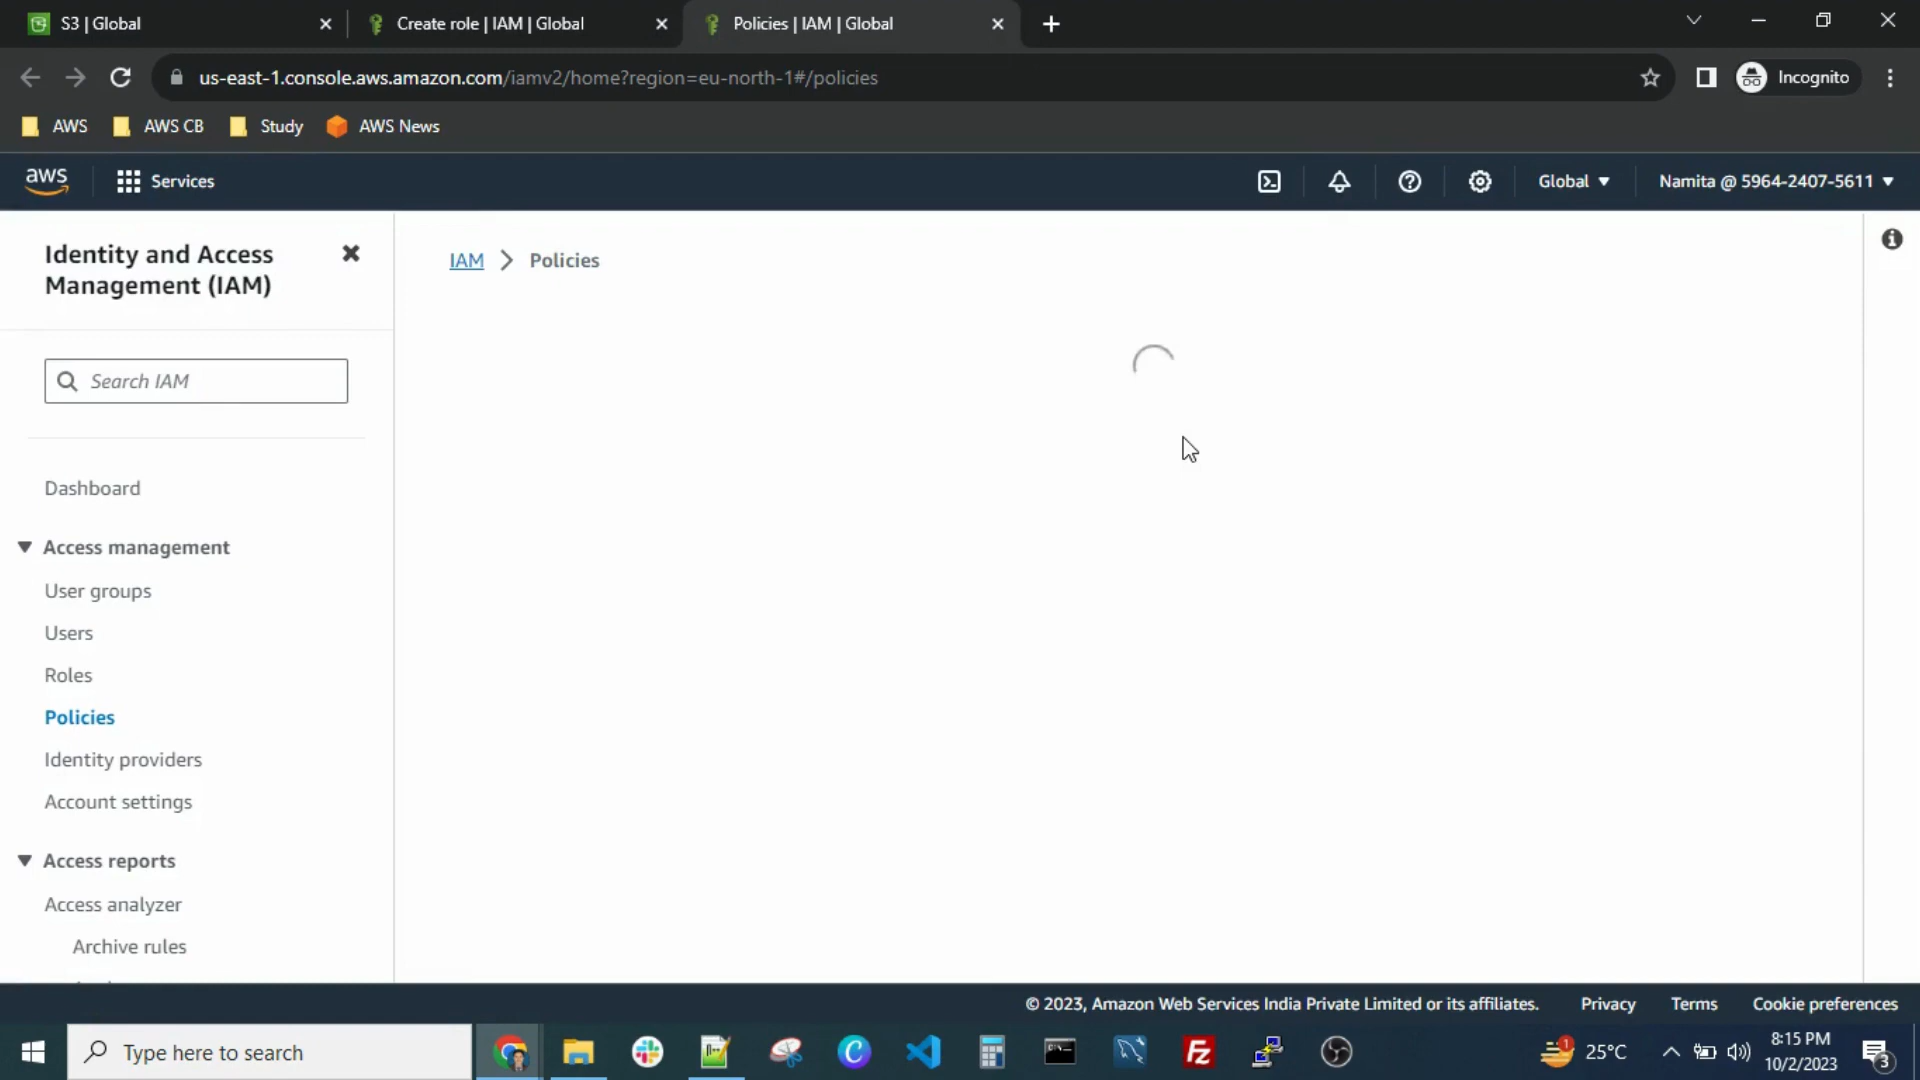 S3 | Global
Create role | IAM | Global
Policies | IAM | Global
us-east-1.console.aws.amazon.com/iamv2/home?region=eu-north-1#/policies
Incognito
AWS
AWS CB
Study
AWS News
aws
Services
Global
Namita @ 5964-2407-5611
Identity and Access
Management (IAM)
IAM
Policies
Search IAM
Dashboard
Access management
User groups
Users
Roles
Policies
Identity providers
Account settings
Access reports
Access analyzer
Archive rules
© 2023, Amazon Web Services India Private Limited or its affiliates.
Privacy
Terms
Cookie preferences
Type here to search
1
25°C
8:15 PM
10/2/2023
3